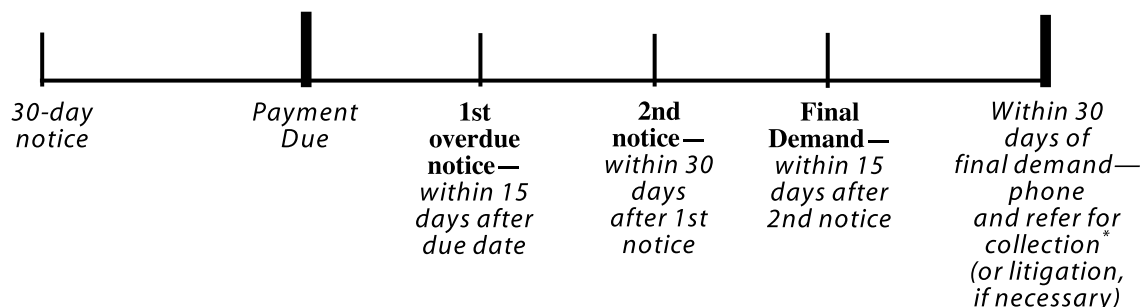 30-day
notice
Payment
Due
1st
overdue
notice—
within 15
days after
due date
2nd
notice—
within 30
days
after 1st
notice
Final
Demand—
within 15
days after
2nd notice
Within 30
days of
final demand—
phone
and refer for
collection*
(or litigation,
if necessary)